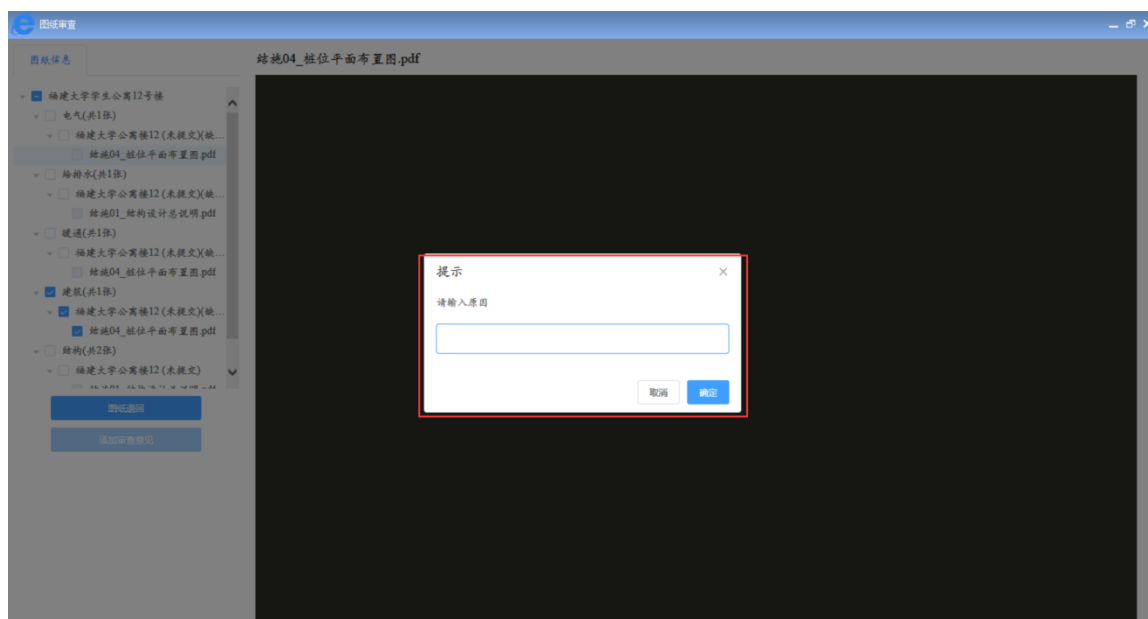 图纸审查
图纸信息
结施04_桩位平面布置图.pdf
福建大学学生公寓12号楼
电气(共1张)
福建大学公寓楼12(未提交)(缺...
结施04_桩位平面布置图.pdf
给排水(共1张)
福建大学公寓楼12(未提交)(缺...
结施01_结构设计总说明.pdf
暖通(共1张)
福建大学公寓楼12(未提交)(缺...
结施04_桩位平面布置图.pdf
建筑(共1张)
福建大学公寓楼12(未提交)(缺...
结施04_桩位平面布置图.pdf
结构(共2张)
福建大学公寓楼12(未提交)
图纸退回
添加审查意见
提示
请输入原因
取消 确定